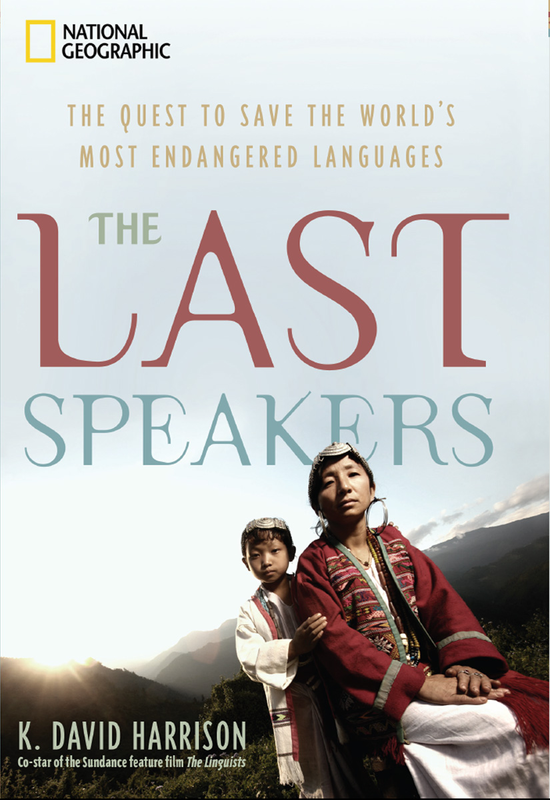 NATIONAL
GEOGRAPHIC
THE QUEST TO SAVE THE WORLD'S
MOST ENDANGERED LANGUAGES
THE
LAST
SPEAKERS
K. DAVID HARRISON
Co-star of the Sundance feature film The Linguists